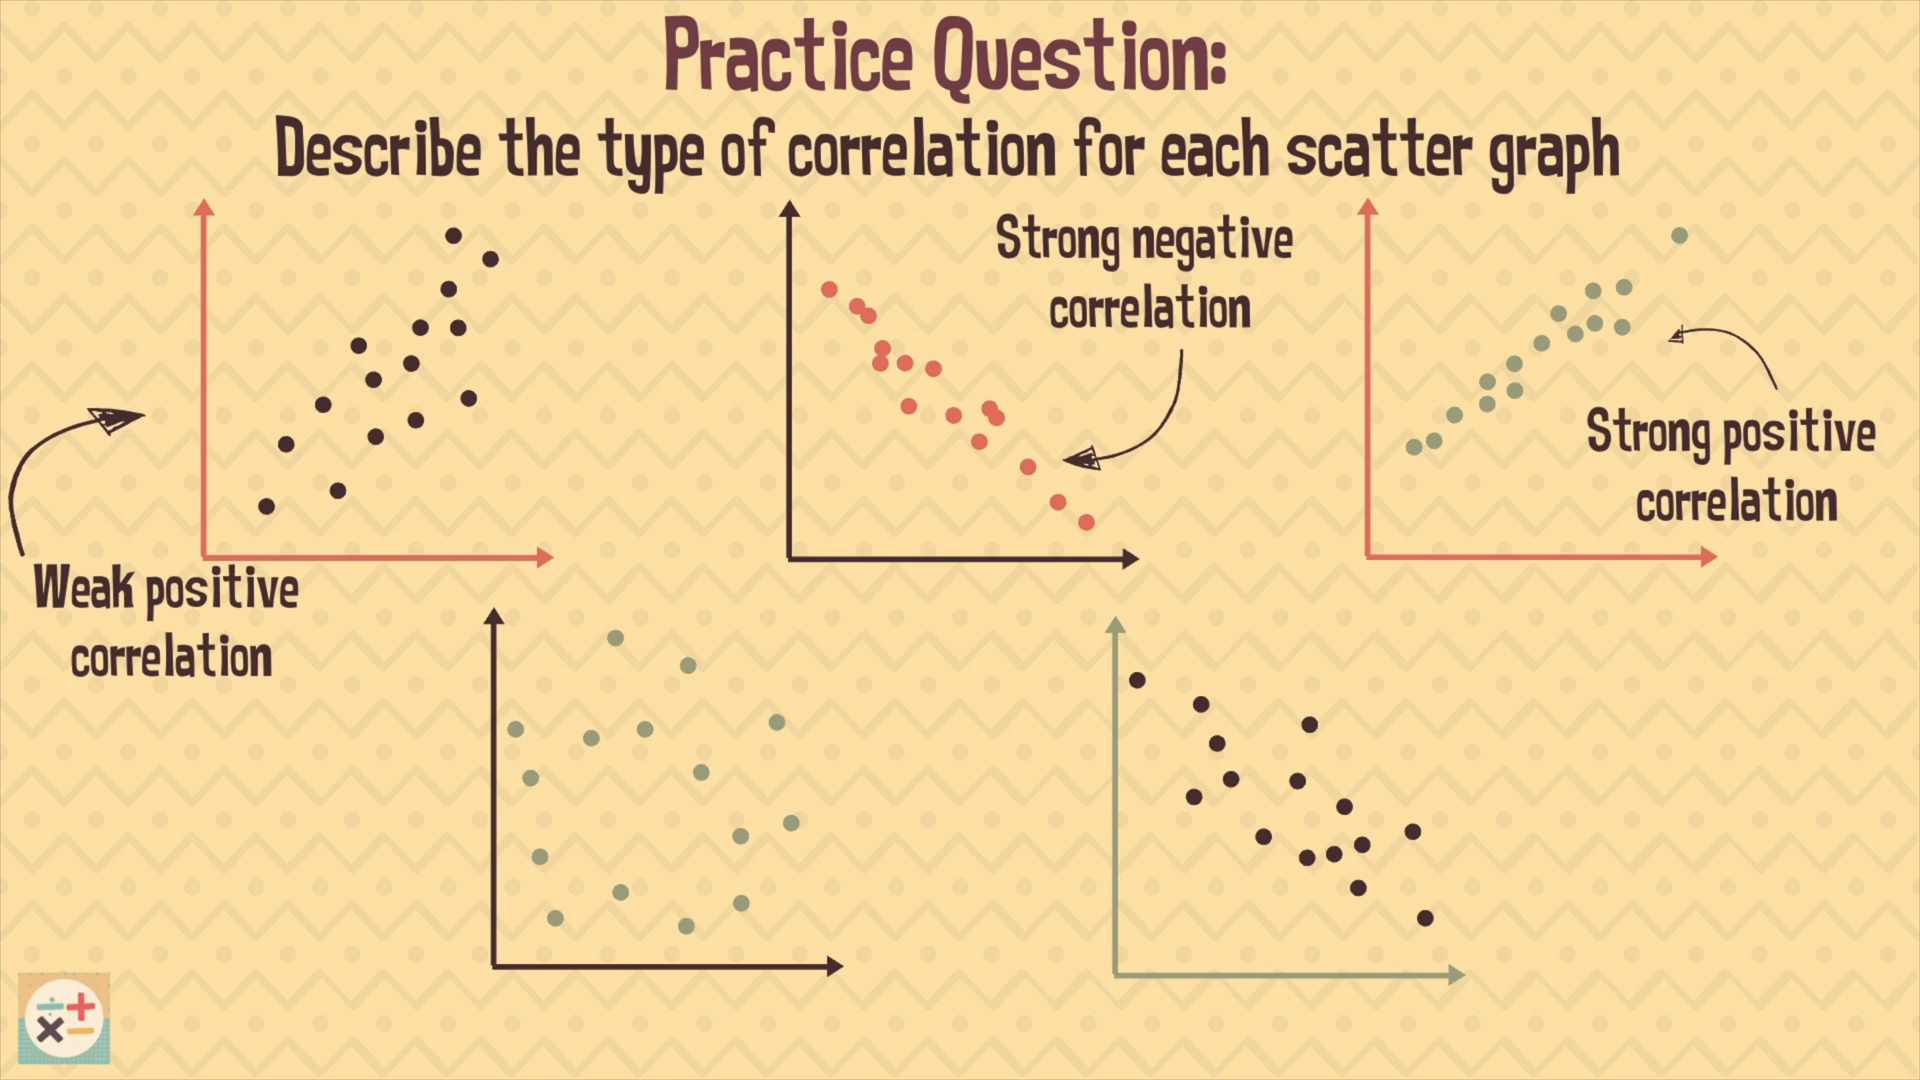 Practice Question:
Describe the type of correlation for each scatter graph
Strong negative
correlation
Strong positive
correlation
Weak positive
correlation